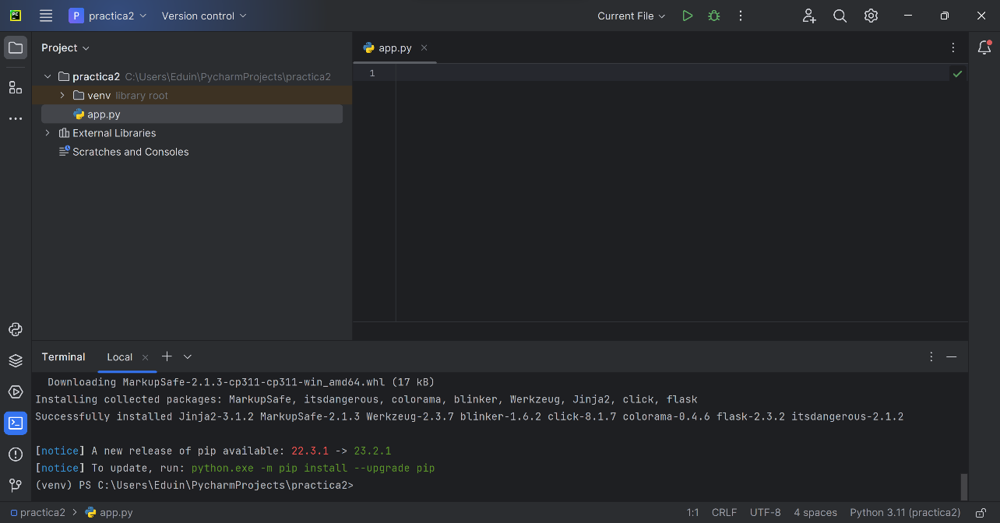 PC P practica2 Version control Current File
Project
app.py
practica2 C:\Users\Eduin\PycharmProjects\practica2
1
venv library root
app.py
External Libraries
Scratches and Consoles
Terminal Local
Downloading MarkupSafe-2.1.3-cp311-cp311-win_amd64.whl (17 kB)
Installing collected packages: MarkupSafe, itsdangerous, colorama, blinker, Werkzeug, Jinja2, click, flask
Successfully installed Jinja2-3.1.2 MarkupSafe-2.1.3 Werkzeug-2.3.7 blinker-1.6.2 click-8.1.7 colorama-0.4.6 flask-2.3.2 itsdangerous-2.1.2
[notice] A new release of pip available: 22.3.1 -> 23.2.1
[notice] To update, run: python.exe -m pip install --upgrade pip
(venv) PS C:\Users\Eduin\PycharmProjects\practica2>
practica2 > app.py 1:1 CRLF UTF-8 4 spaces Python 3.11 (practica2)